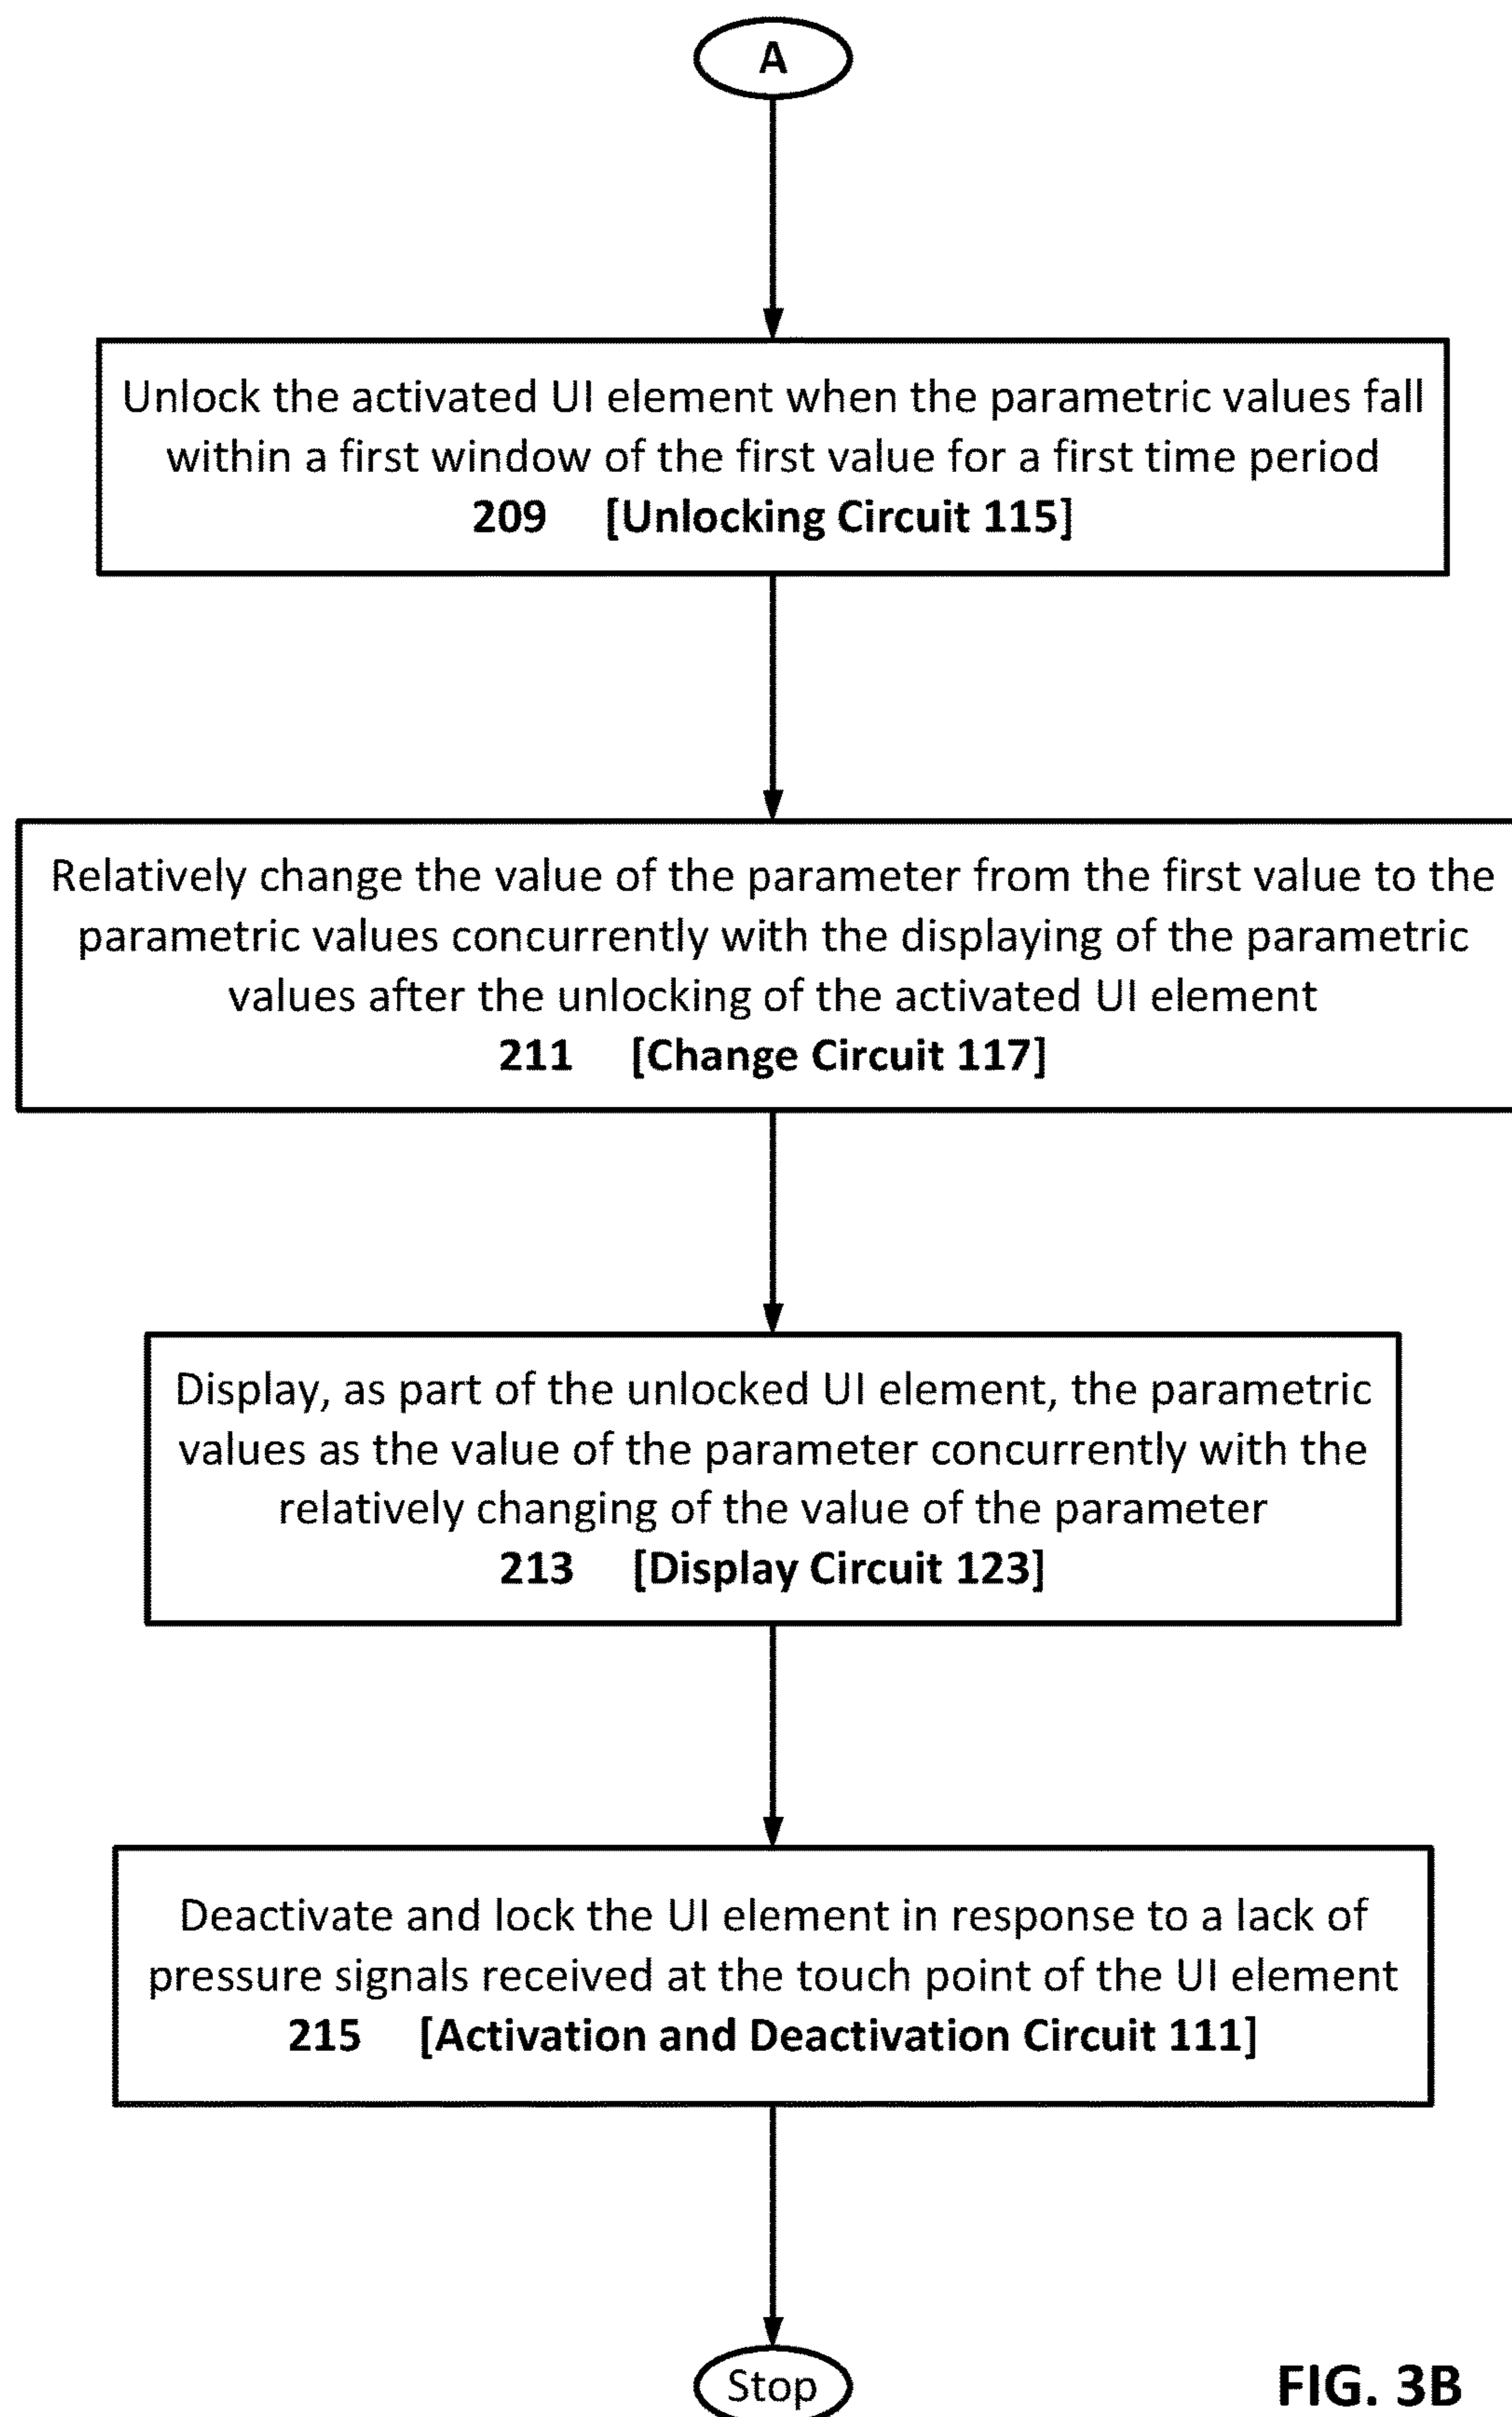 A
Unlock the activated UI element when the parametric values fall
within a first window of the first value for a first time period
209 [Unlocking Circuit 115]
Relatively change the value of the parameter from the first value to the
parametric values concurrently with the displaying of the parametric
values after the unlocking of the activated UI element
211 [Change Circuit 117]
Display, as part of the unlocked UI element, the parametric
values as the value of the parameter concurrently with the
relatively changing of the value of the parameter
213 [Display Circuit 123]
Deactivate and lock the UI element in response to a lack of
pressure signals received at the touch point of the UI element
215 [Activation and Deactivation Circuit 111]
Stop
FIG. 3B